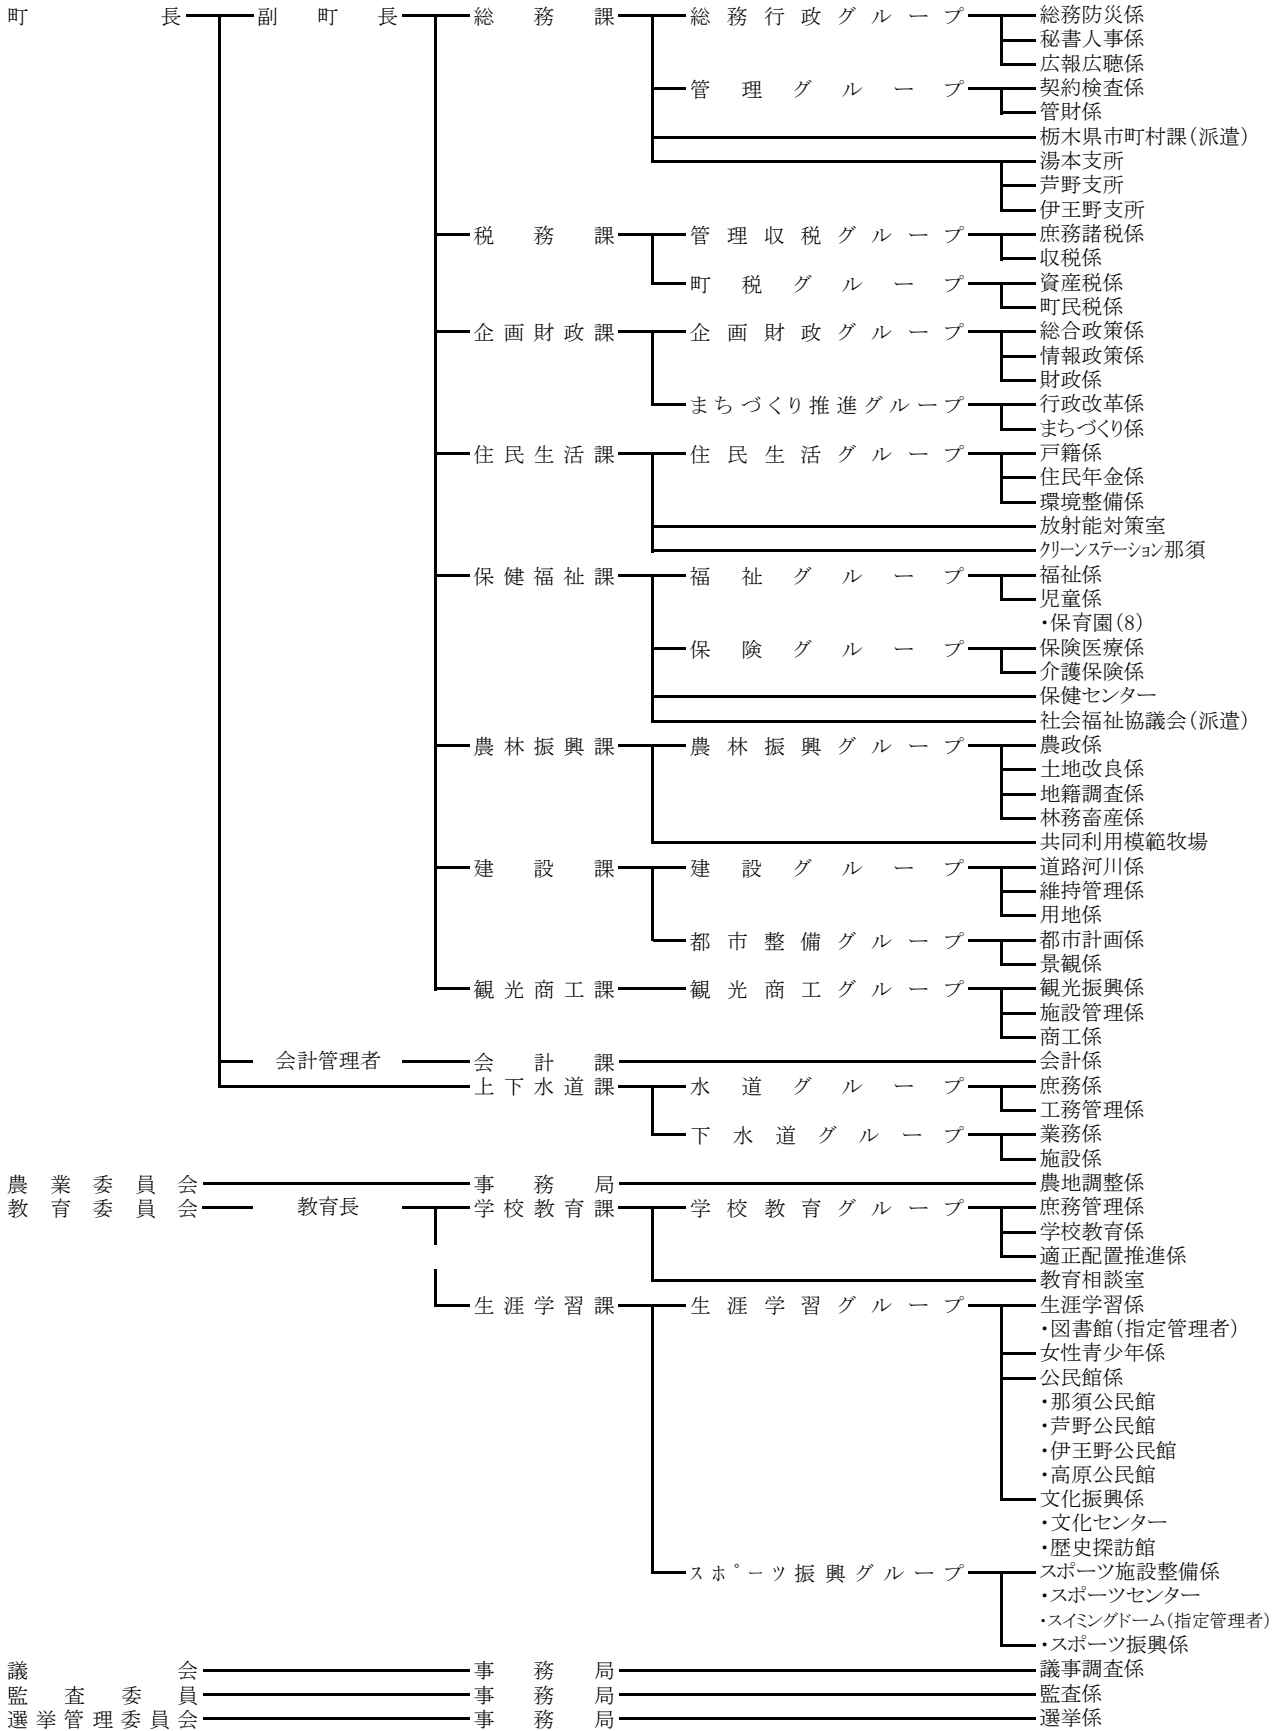 町長 副町長 総務課 総務行政グループ 総務防災係
秘書人事係
広報広聴係
管理グループ 契約検査係
管財係
栃木県市町村課(派遣)
湯本支所
芦野支所
伊王野支所
税務課 管理収税グループ 庶務諸税係
収税係
町税グループ 資産税係
町民税係
企画財政課 企画財政グループ 総合政策係
情報政策係
財政係
まちづくり推進グループ 行政改革係
まちづくり係
住民生活課 住民生活グループ 戸籍係
住民年金係
環境整備係
放射能対策室
クリーンステーション那須
保健福祉課 福祉グループ 福祉係
児童係
・保育園(8)
保険グループ 保険医療係
介護保険係
保健センター
社会福祉協議会(派遣)
農林振興課 農林振興グループ 農政係
土地改良係
地籍調査係
林務畜産係
共同利用模範牧場
建設課 建設グループ 道路河川係
維持管理係
用地係
都市整備グループ 都市計画係
景観係
観光商工課 観光商工グループ 観光振興係
施設管理係
商工係
会計管理者 会計課 会計係
上下水道課 水道グループ 庶務係
工務管理係
下水道グループ 業務係
施設係
農業委員会 事務局 農地調整係
教育委員会 教育長 学校教育課 学校教育グループ 庶務管理係
学校教育係
適正配置推進係
教育相談室
生涯学習課 生涯学習グループ 生涯学習係
・図書館(指定管理者)
女性青少年係
公民館係
・那須公民館
・芦野公民館
・伊王野公民館
・高原公民館
文化振興係
・文化センター
・歴史探訪館
スポーツ振興グループ スポーツ施設整備係
・スポーツセンター
・スイミングドーム(指定管理者)
・スポーツ振興係
議会 事務局 議事調査係
監査委員 事務局 監査係
選挙管理委員会 事務局 選挙係